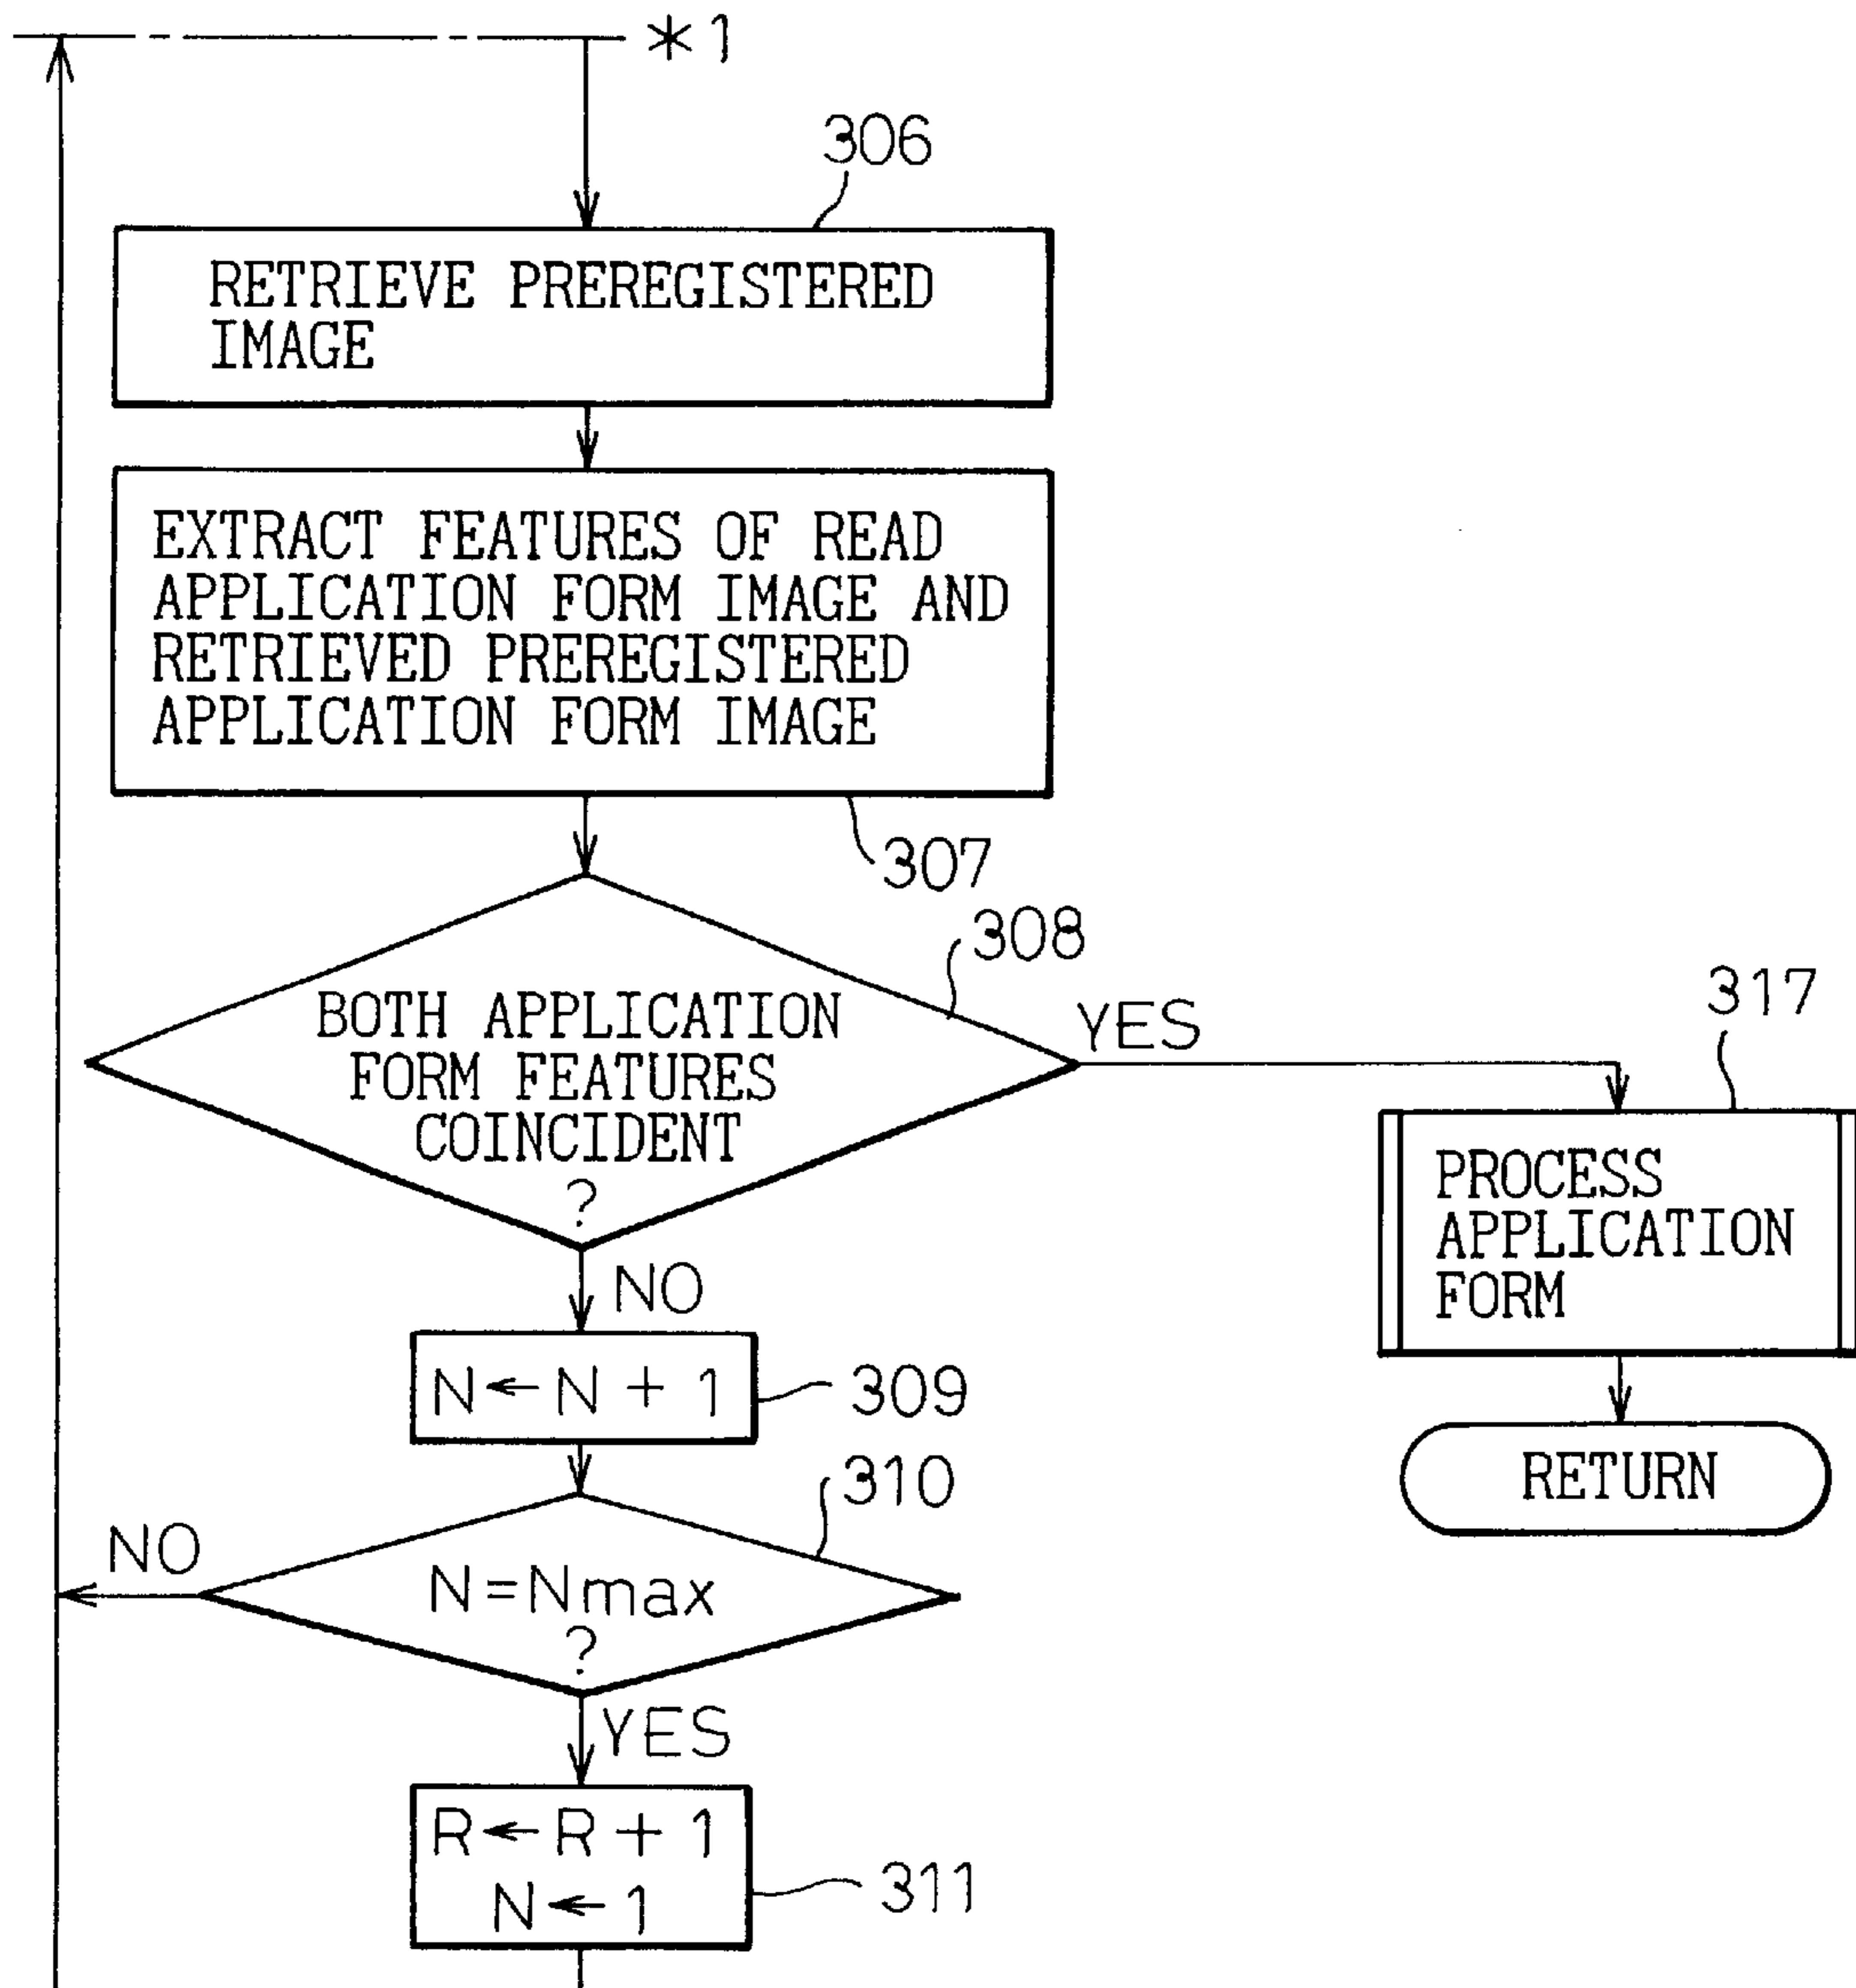 *1
306
RETRIEVE PREREGISTERED
IMAGE
EXTRACT FEATURES OF READ
APPLICATION FORM IMAGE AND
RETRIEVED PREREGISTERED
APPLICATION FORM IMAGE
307
308
BOTH APPLICATION
FORM FEATURES
COINCIDENT
?
YES
317
PROCESS
APPLICATION
FORM
RETURN
NO
N←N+1
309
310
NO
N=Nmax
?
YES
R←R+1
N←1
311